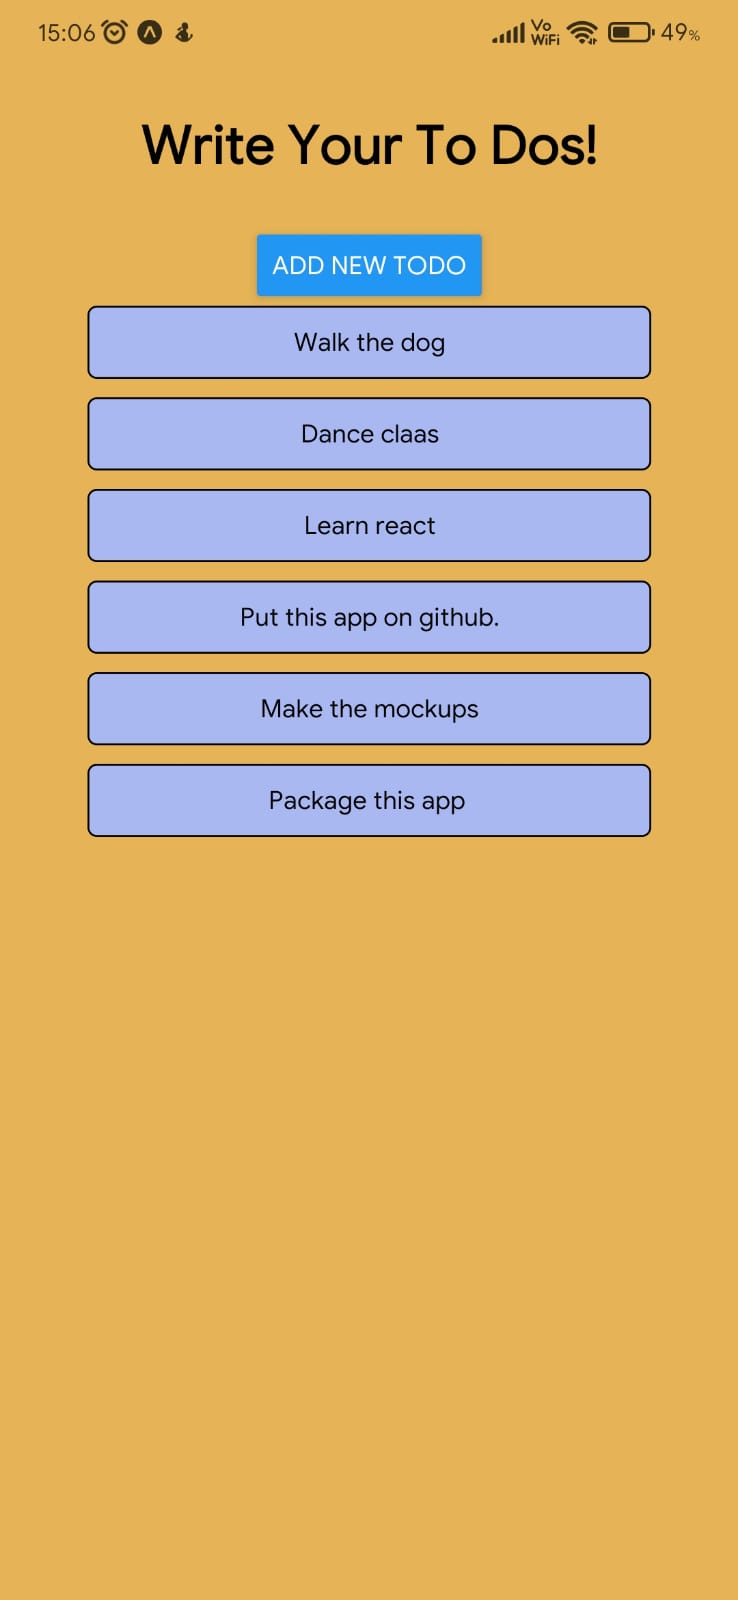 15:06 Vo WiFi 49%
Write Your To Dos!
ADD NEW TODO
Walk the dog
Dance claas
Learn react
Put this app on github.
Make the mockups
Package this app